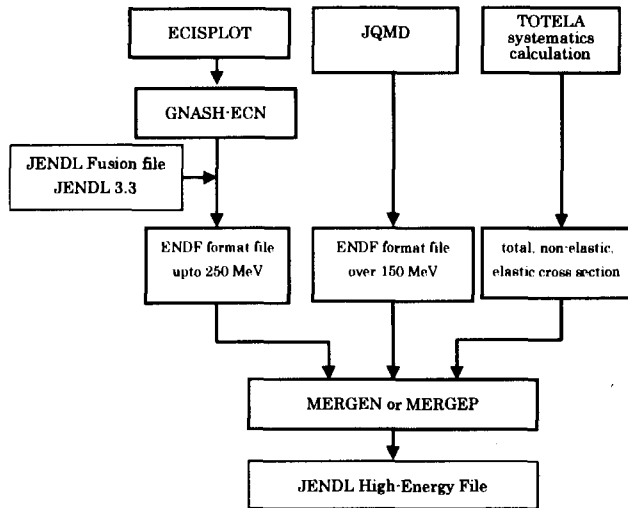 ECISPLOT
JQMD
TOTELA
systematics
calculation
GNASH-ECN
JENDL Fusion file
JENDL 3.3
ENDF format file
upto 250 MeV
ENDF format file
over 150 MeV
total, non-elastic,
elastic cross section
MERGEN or MERGEP
JENDL High-Energy File